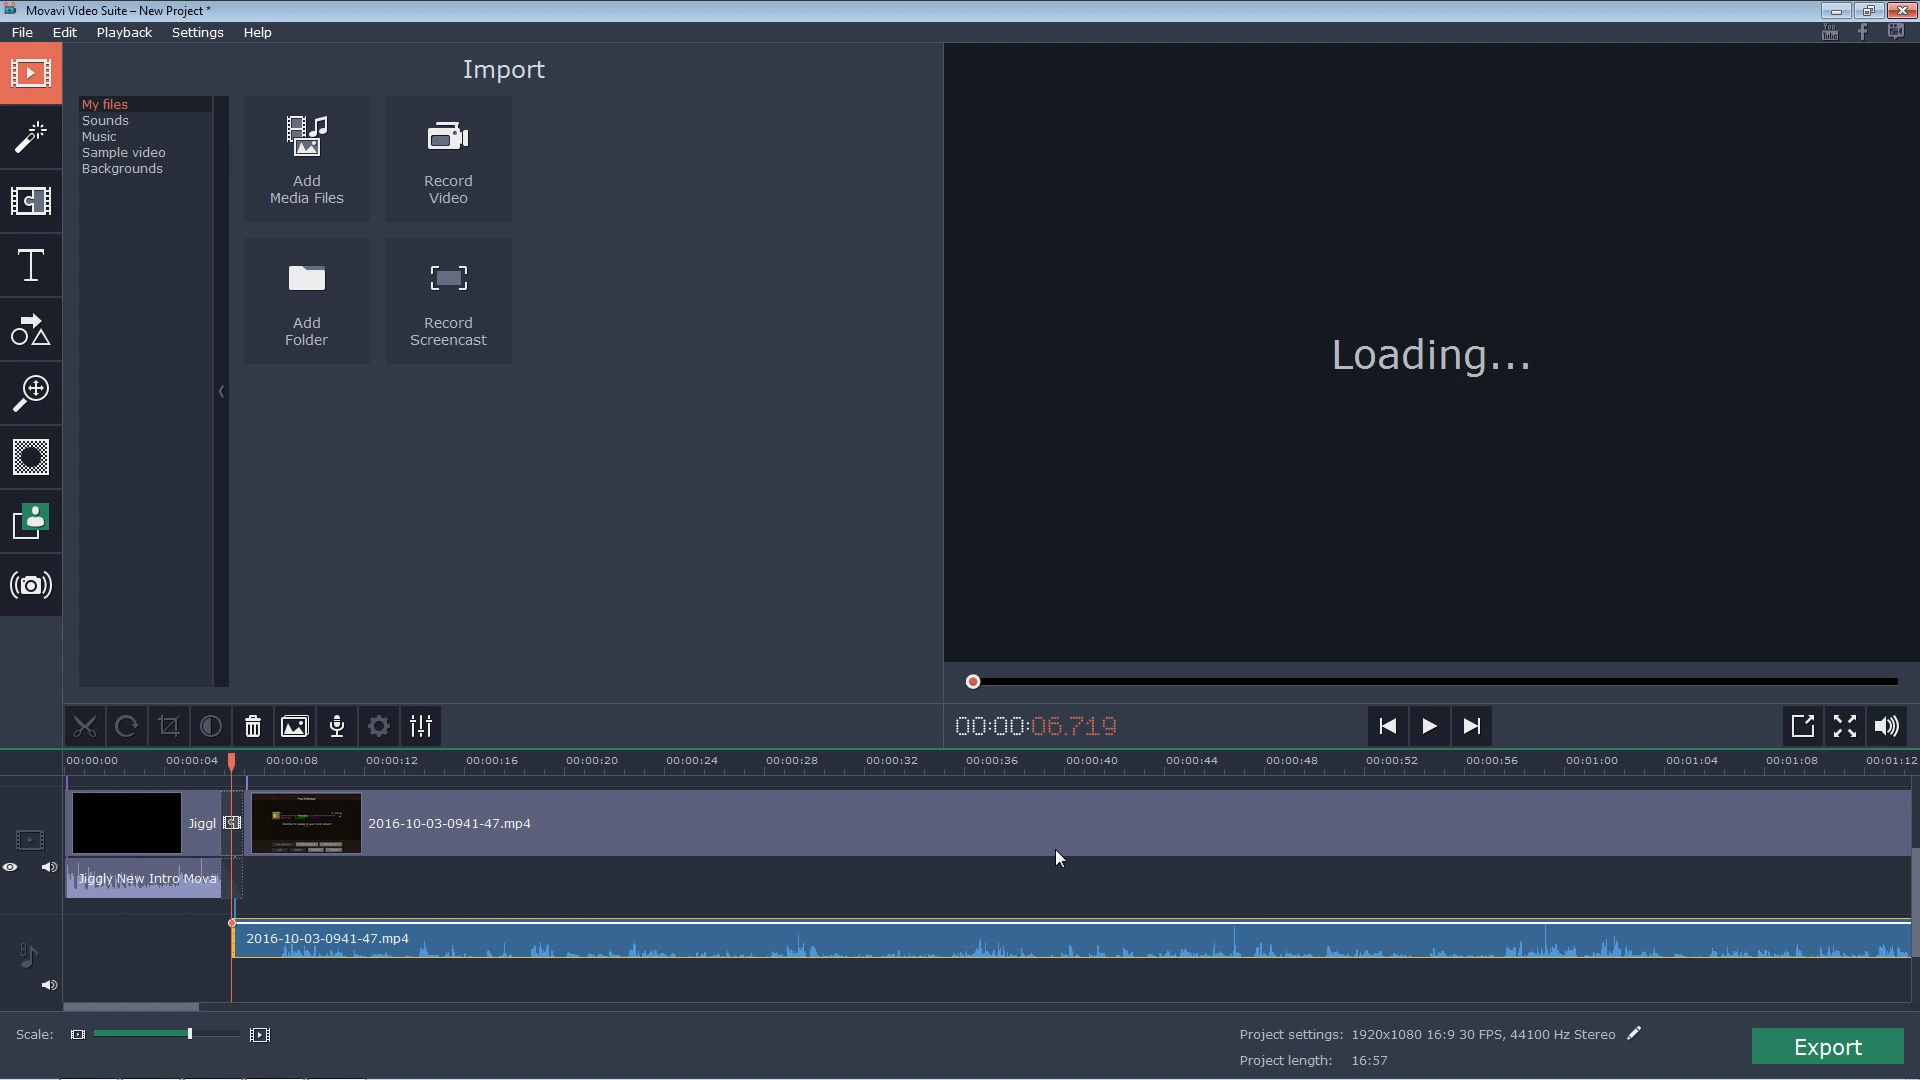 Movavi Video Suite – New Project *
File Edit Playback Settings Help
Import
My files
Sounds
Music
Sample video
Backgrounds
Add
Media Files
Record
Video
Add
Folder
Record
Screencast
Loading...
00:00:06.719
00:00:00 00:00:04 00:00:08 00:00:12 00:00:16 00:00:20 00:00:24 00:00:28 00:00:32 00:00:36 00:00:40 00:00:44 00:00:48 00:00:52 00:00:56 00:01:00 00:01:04 00:01:08 00:01:12
Jiggl
2016-10-03-0941-47.mp4
Jiggly New Intro Mova
2016-10-03-0941-47.mp4
Scale:
Project settings: 1920x1080 16:9 30 FPS, 44100 Hz Stereo
Project length: 16:57
Export